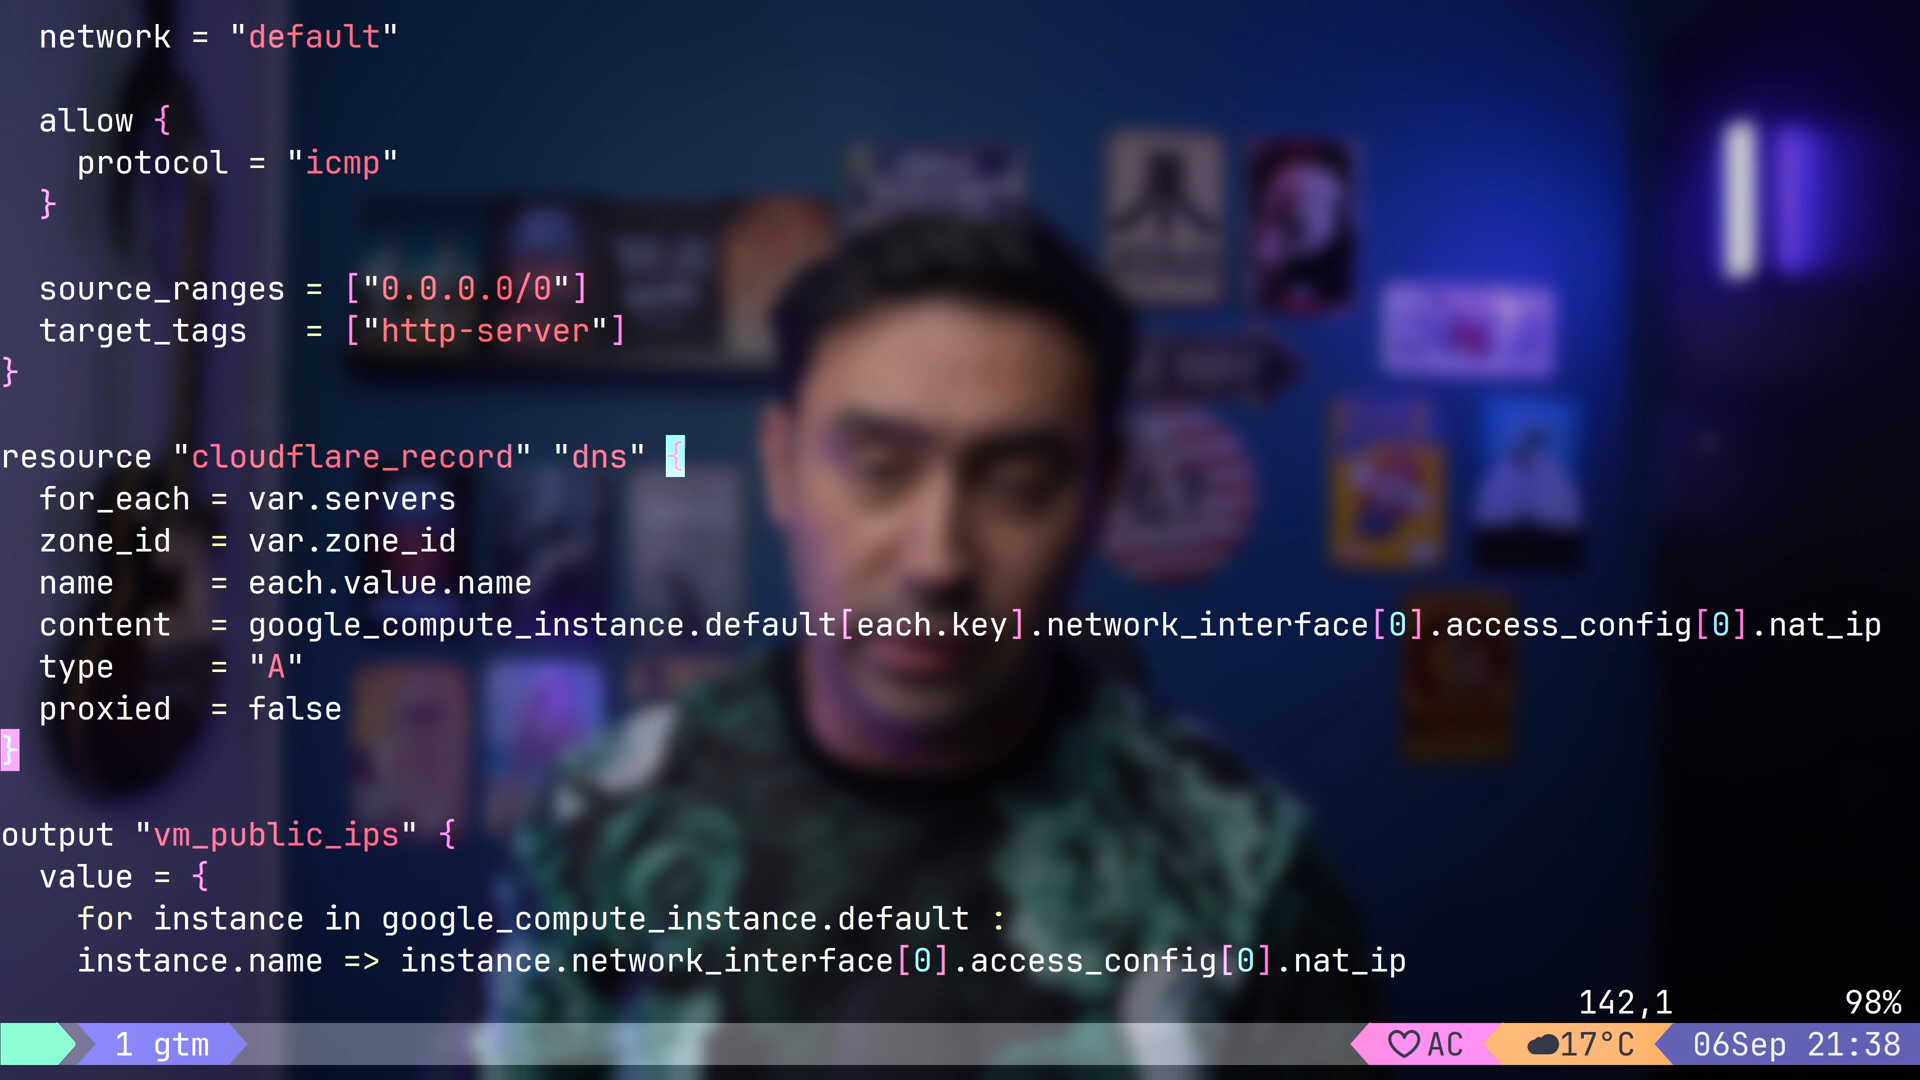 network = "default"
allow {
protocol = "icmp"
}
source_ranges = ["0.0.0.0/0"]
target_tags   = ["http-server"]
}
resource "cloudflare_record" "dns" {
for_each = var.servers
zone_id  = var.zone_id
name     = each.value.name
content  = google_compute_instance.default[each.key].network_interface[0].access_config[0].nat_ip
type     = "A"
proxied  = false
}
output "vm_public_ips" {
value = {
for instance in google_compute_instance.default :
instance.name => instance.network_interface[0].access_config[0].nat_ip
142,1 98%
1 gtm AC 17°C 06Sep 21:38